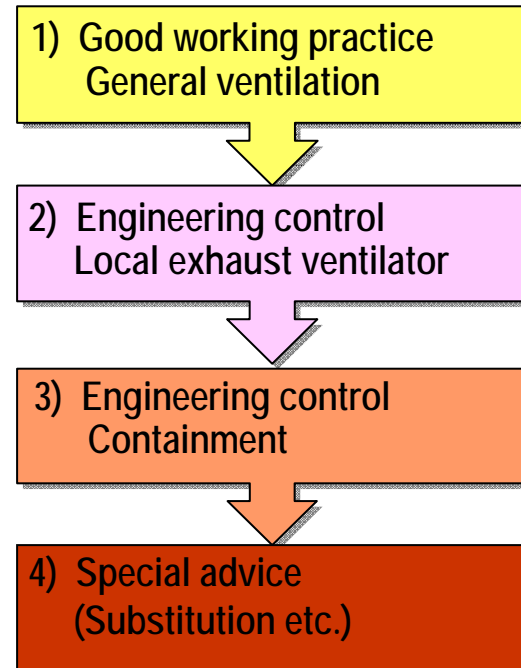 1) Good working practice
General ventilation
2) Engineering control
Local exhaust ventilator
3) Engineering control
Containment
4) Special advice
(Substitution etc.)